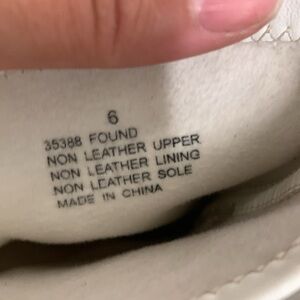 6
35388 FOUND
NON LEATHER UPPER
NON LEATHER LINING
NON LEATHER SOLE
MADE IN CHINA